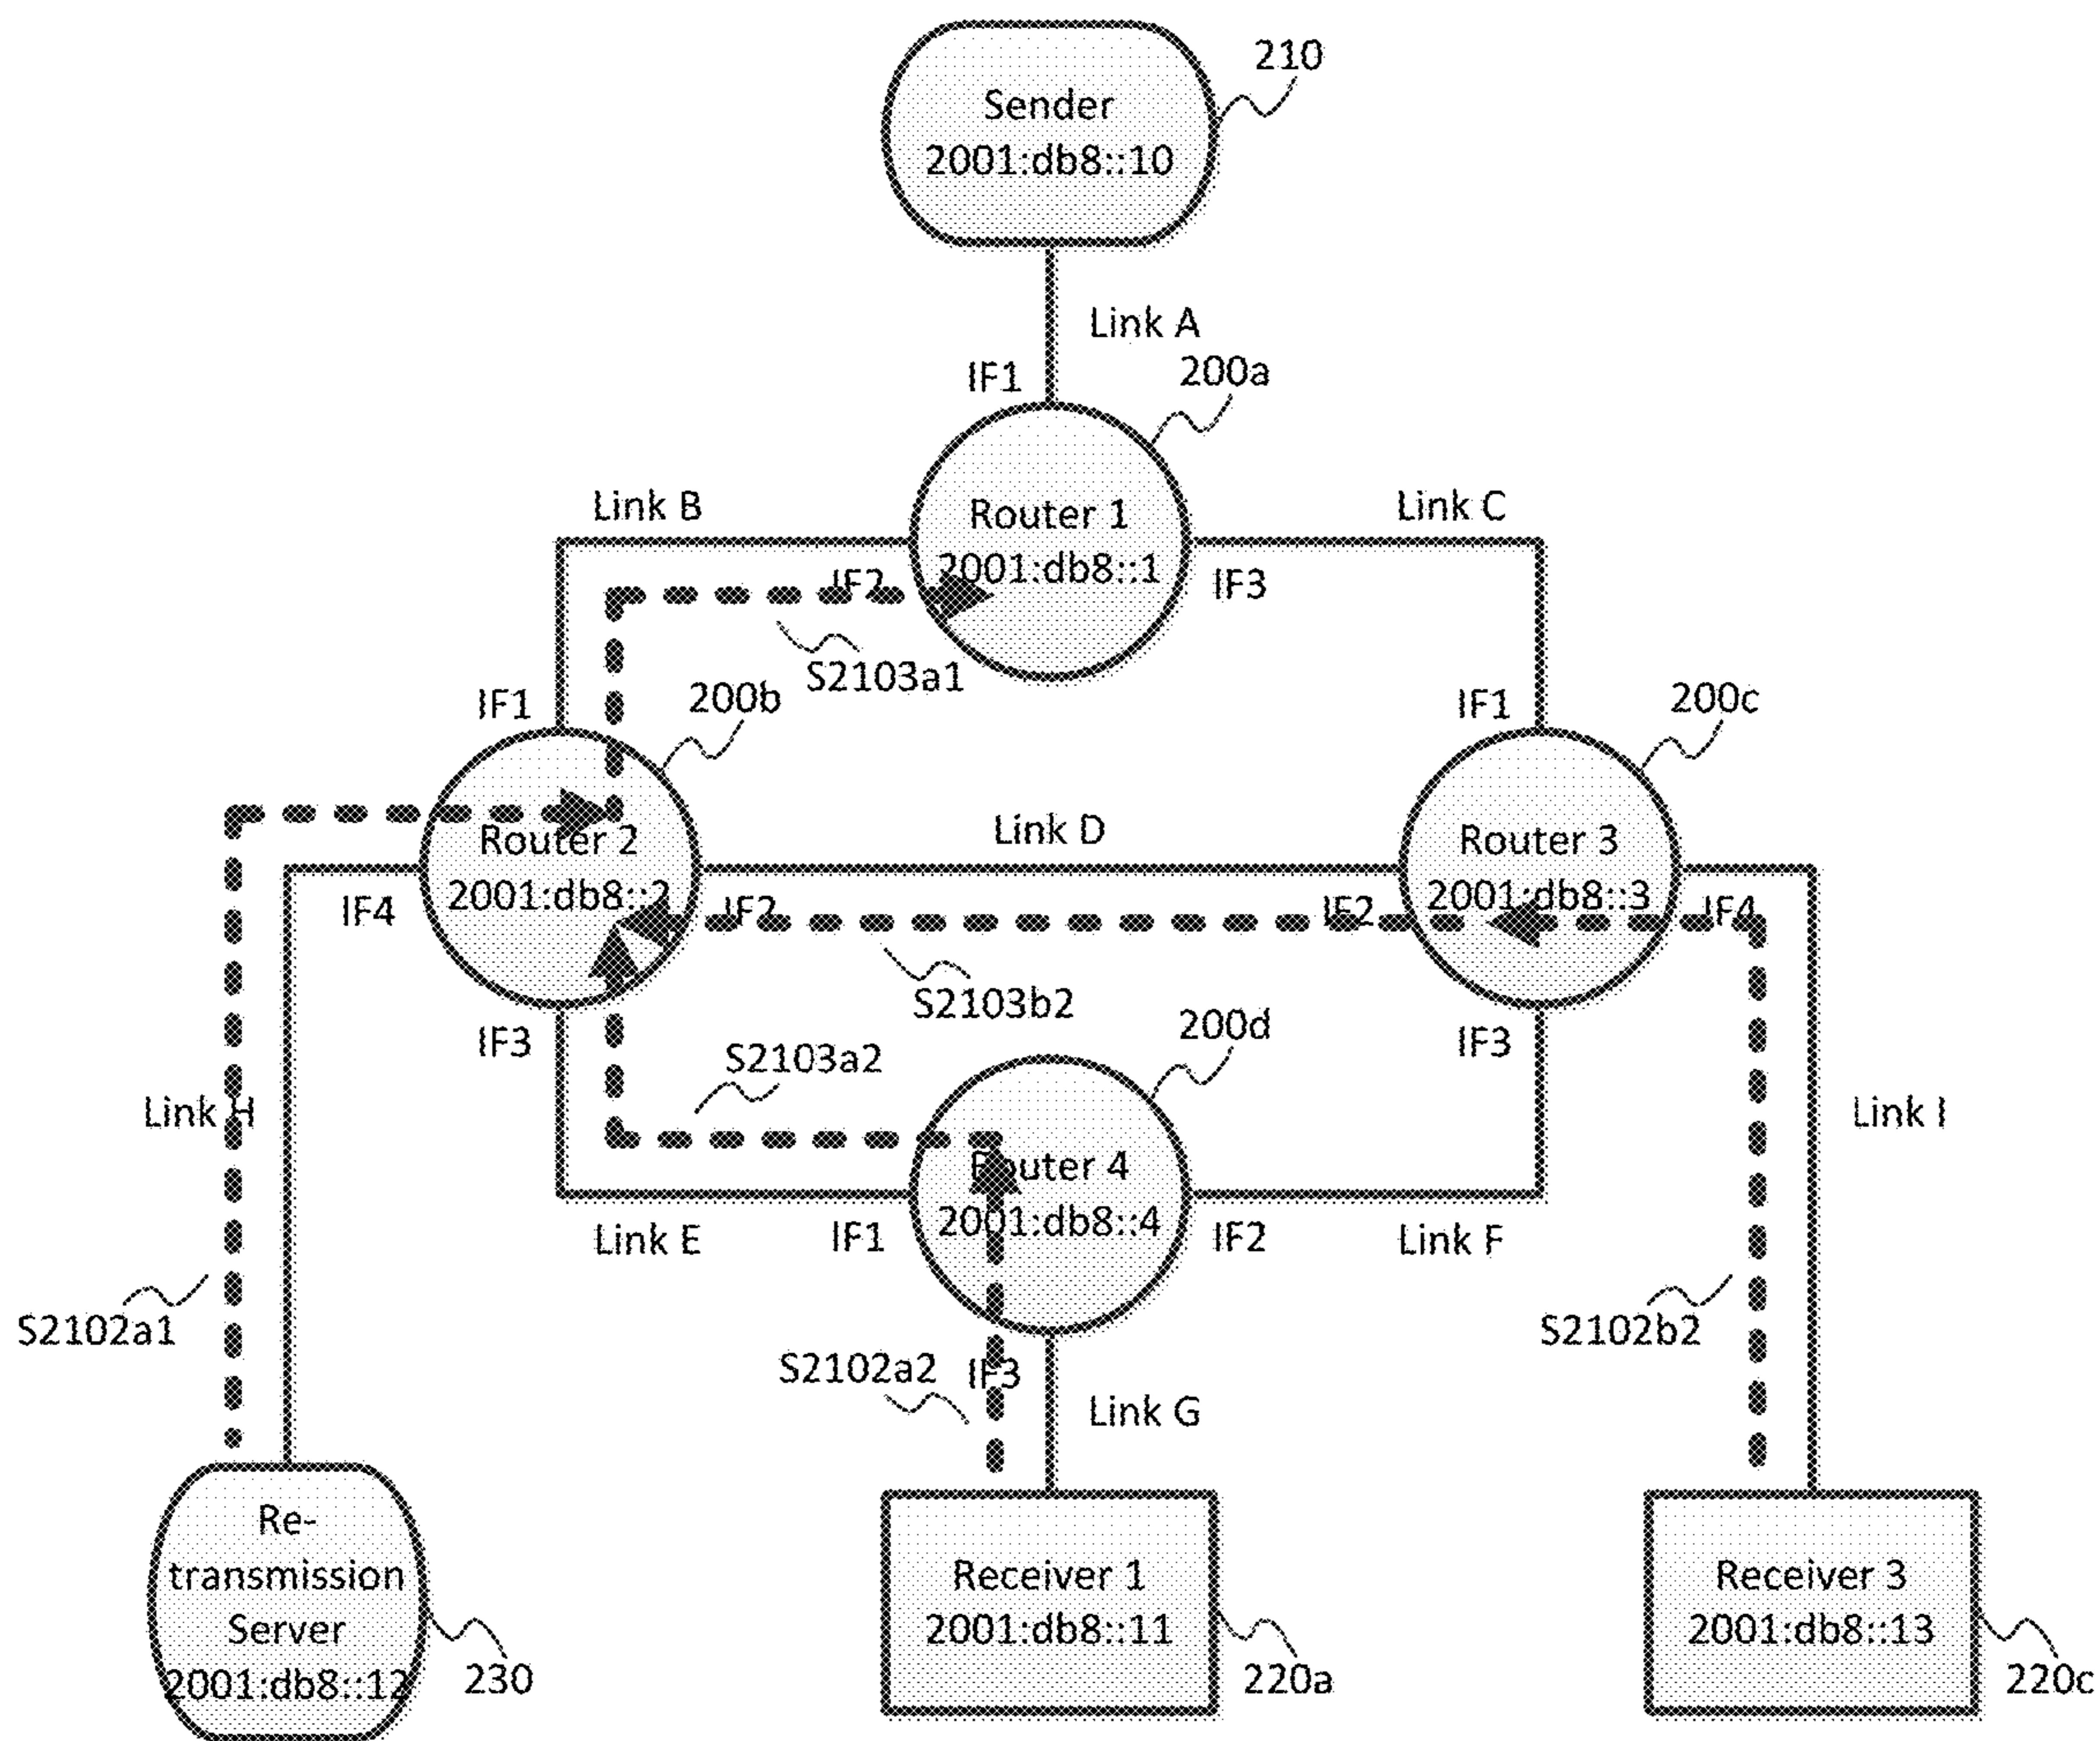 210
Sender
2001:db8::10
Link A
IF1
200a
Link B
Link C
Router 1
2001:db8::1
IF2
IF3
S2103a1
200b
200c
IF1
IF1
Link D
Router 2
2001:db8::2
Router 3
2001:db8::3
IF4
IF2
IF2
IF4
S2103b2
200d
IF3
IF3
S2103a2
Link H
Link I
Router 4
2001:db8::4
Link E
IF1
IF2
Link F
S2102a1
S2102b2
S2102a2
IF3
Link G
Re-
transmission
Server
2001:db8::12
230
Receiver 1
2001:db8::11
220a
Receiver 3
2001:db8::13
220c